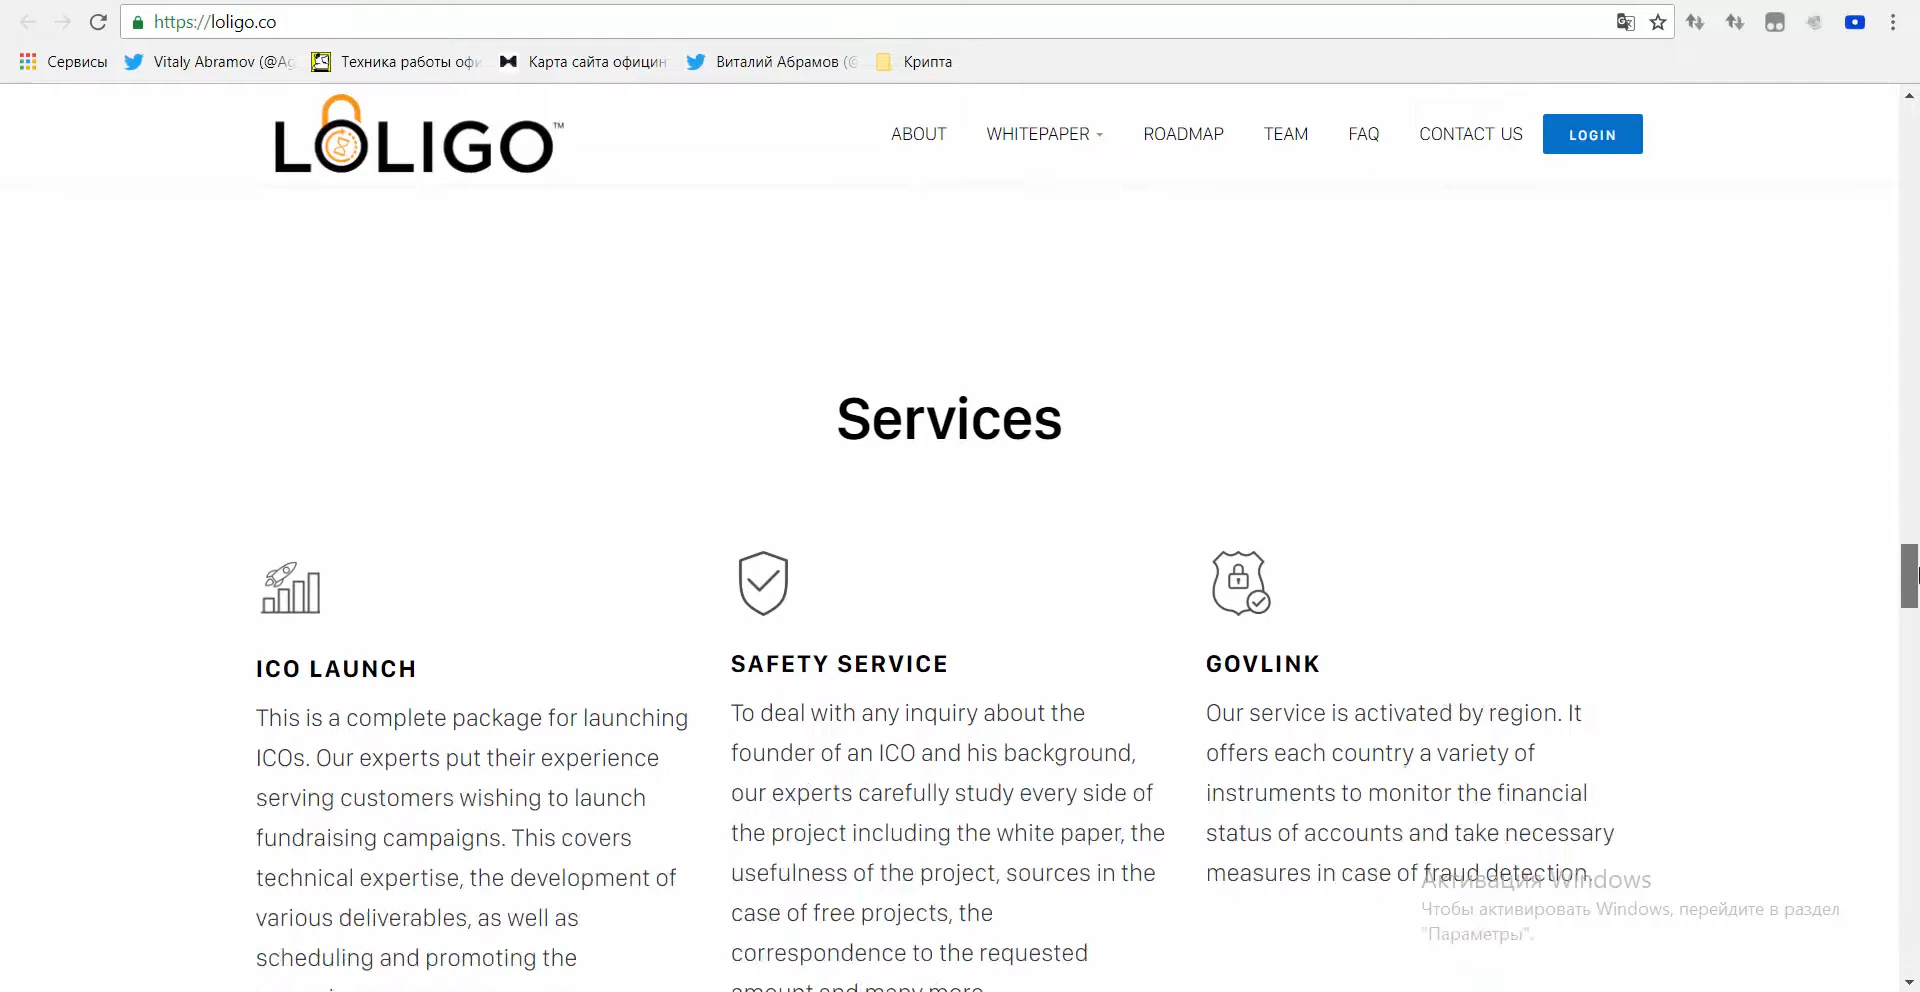 https://loligo.co
Сервисы
Vitaly Abramov (@Ag
Техника работы офи
Карта сайта официн
Виталий Абрамов (@
Крипта
LOLIGO™
ABOUT WHITEPAPER ROADMAP TEAM FAQ CONTACT US LOGIN
Services
ICO LAUNCH
This is a complete package for launching
ICOs. Our experts put their experience
serving customers wishing to launch
fundraising campaigns. This covers
technical expertise, the development of
various deliverables, as well as
scheduling and promoting the
SAFETY SERVICE
To deal with any inquiry about the
founder of an ICO and his background,
our experts carefully study every side of
the project including the white paper, the
usefulness of the project, sources in the
case of free projects, the
correspondence to the requested
amount and many more
GOVLINK
Our service is activated by region. It
offers each country a variety of
instruments to monitor the financial
status of accounts and take necessary
measures in case of fraud detection.
Активация Windows
Чтобы активировать Windows, перейдите в раздел
"Параметры".